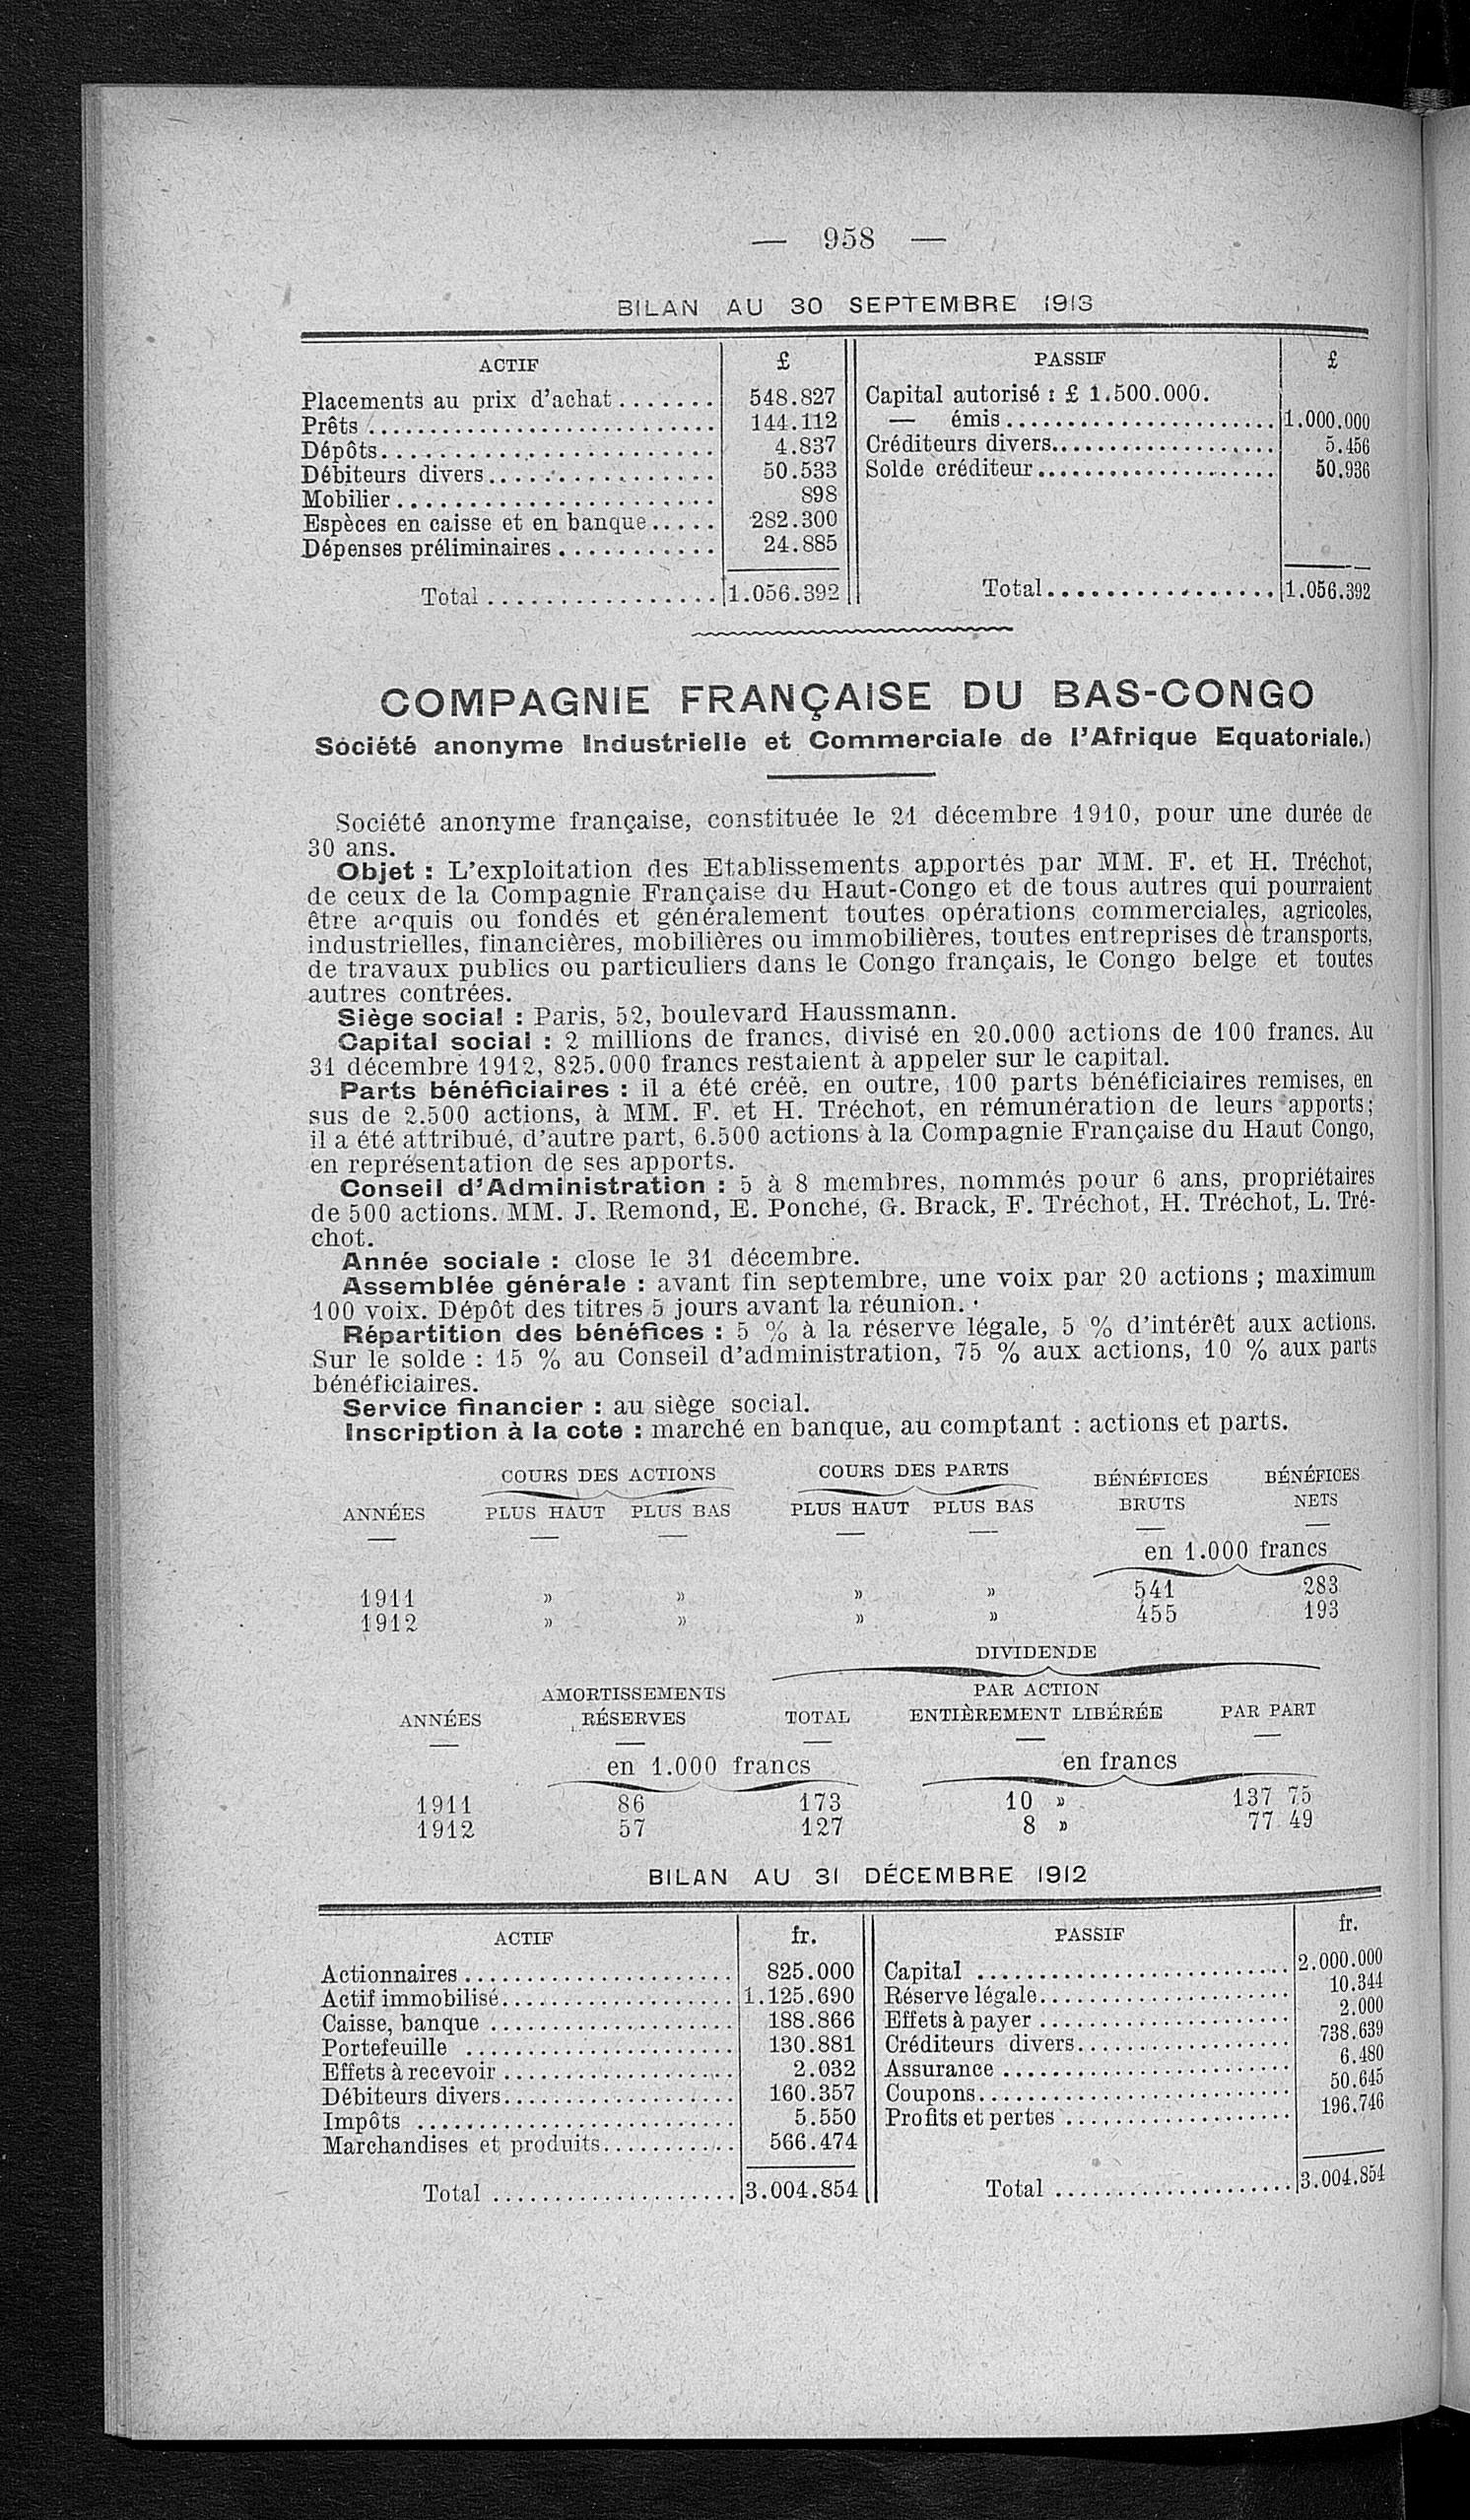 — 958 —
BILAN AU 30 SEPTEMBRE 1913
ACTIF £ PASSIF £
Placements au prix d'achat....... 548.827 Capital autorisé : £ 1.500.000.
Prêts ............................ 144.112 — émis...................... 1.000.000
Dépôts........................... 4.837 Créditeurs divers.................. 5.456
Débiteurs divers................... 50.533 Solde créditeur................... 50.936
Mobilier.......................... 898
Espèces en caisse et en banque..... 282.300
Dépenses préliminaires............ 24.885
Total................ 1.056.392 Total................ 1.056.392
COMPAGNIE FRANÇAISE DU BAS-CONGO
Société anonyme Industrielle et Commerciale de l'Afrique Equatoriale.)
Société anonyme française, constituée le 21 décembre 1910, pour une durée de
30 ans.
Objet : L'exploitation des Etablissements apportés par MM. F. et H. Tréchot,
de ceux de la Compagnie Française du Haut-Congo et de tous autres qui pourraient
être acquis ou fondés et généralement toutes opérations commerciales, agricoles,
industrielles, financières, mobilières ou immobilières, toutes entreprises de transports,
de travaux publics ou particuliers dans le Congo français, le Congo belge et toutes
autres contrées.
Siège social : Paris, 52, boulevard Haussmann.
Capital social : 2 millions de francs, divisé en 20.000 actions de 100 francs. Au
31 décembre 1912, 825.000 francs restaient à appeler sur le capital.
Parts bénéficiaires : il a été créé, en outre, 100 parts bénéficiaires remises, en
sus de 2.500 actions, à MM. F. et H. Tréchot, en rémunération de leurs apports;
il a été attribué, d'autre part, 6.500 actions à la Compagnie Française du Haut Congo,
en représentation de ses apports.
Conseil d'Administration : 5 à 8 membres, nommés pour 6 ans, propriétaires
de 500 actions. MM. J. Remond, E. Ponche, G. Brack, F. Tréchot, H. Tréchot, L. Tré-
chot.
Année sociale : close le 31 décembre.
Assemblée générale : avant fin septembre, une voix par 20 actions ; maximum
100 voix. Dépôt des titres 5 jours avant la réunion.
Répartition des bénéfices : 5 % à la réserve légale, 5 % d'intérêt aux actions.
Sur le solde : 15 % au Conseil d'administration, 75 % aux actions, 10 % aux parts
bénéficiaires.
Service financier : au siège social.
Inscription à la cote : marché en banque, au comptant : actions et parts.
COURS DES ACTIONS COURS DES PARTS BÉNÉFICES BÉNÉFICES
ANNÉES PLUS HAUT PLUS BAS PLUS HAUT PLUS BAS BRUTS NETS
en 1.000 francs
1911 » » » » 541 283
1912 » » » » 455 193
DIVIDENDE
AMORTISSEMENTS PAR ACTION
ANNÉES RÉSERVES TOTAL ENTIÈREMENT LIBÉRÉE PAR PART
en 1.000 francs en francs
1911 86 173 10 » 137 75
1912 57 127 8 » 77 49
BILAN AU 31 DÉCEMBRE 1912
ACTIF fr. PASSIF fr.
Actionnaires...................... 825.000 Capital .......................... 2.000.000
Actif immobilisé................... 1.125.690 Réserve légale..................... 10.344
Caisse, banque .................... 188.866 Effets à payer ..................... 2.000
Portefeuille ...................... 130.881 Créditeurs divers.................. 738.639
Effets à recevoir................... 2.032 Assurance ........................ 6.480
Débiteurs divers................... 160.357 Coupons.......................... 50.645
Impôts .......................... 5.550 Profits et pertes ................... 196.746
Marchandises et produits........... 566.474
Total .................... 3.004.854 Total .................... 3.004.854